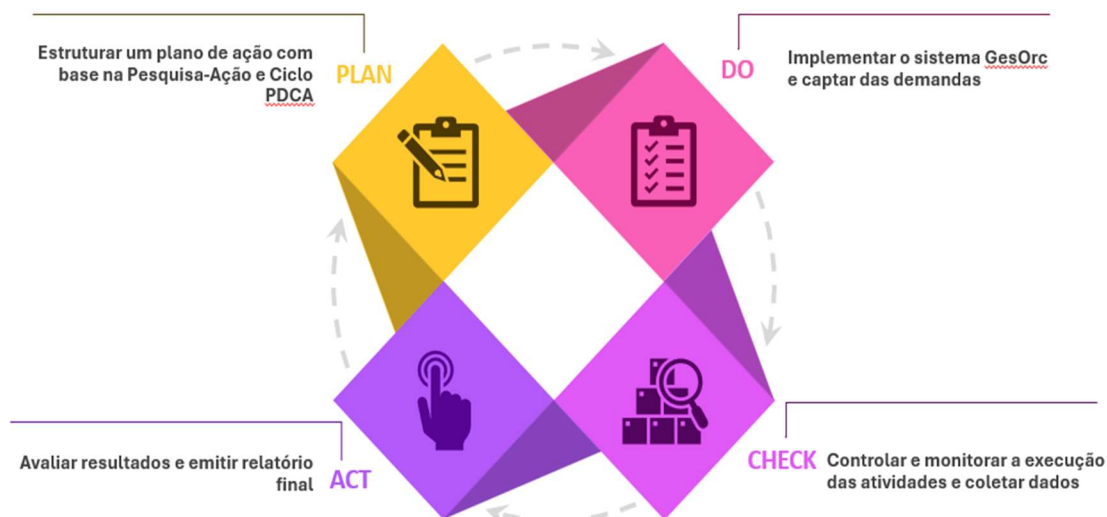 Estruturar um plano de ação com
base na Pesquisa-Ação e Ciclo
PDCA
PLAN
DO
Implementar o sistema GesOrc
e captar das demandas
Avaliar resultados e emitir relatório
final
ACT
CHECK
Controlar e monitorar a execução
das atividades e coletar dados